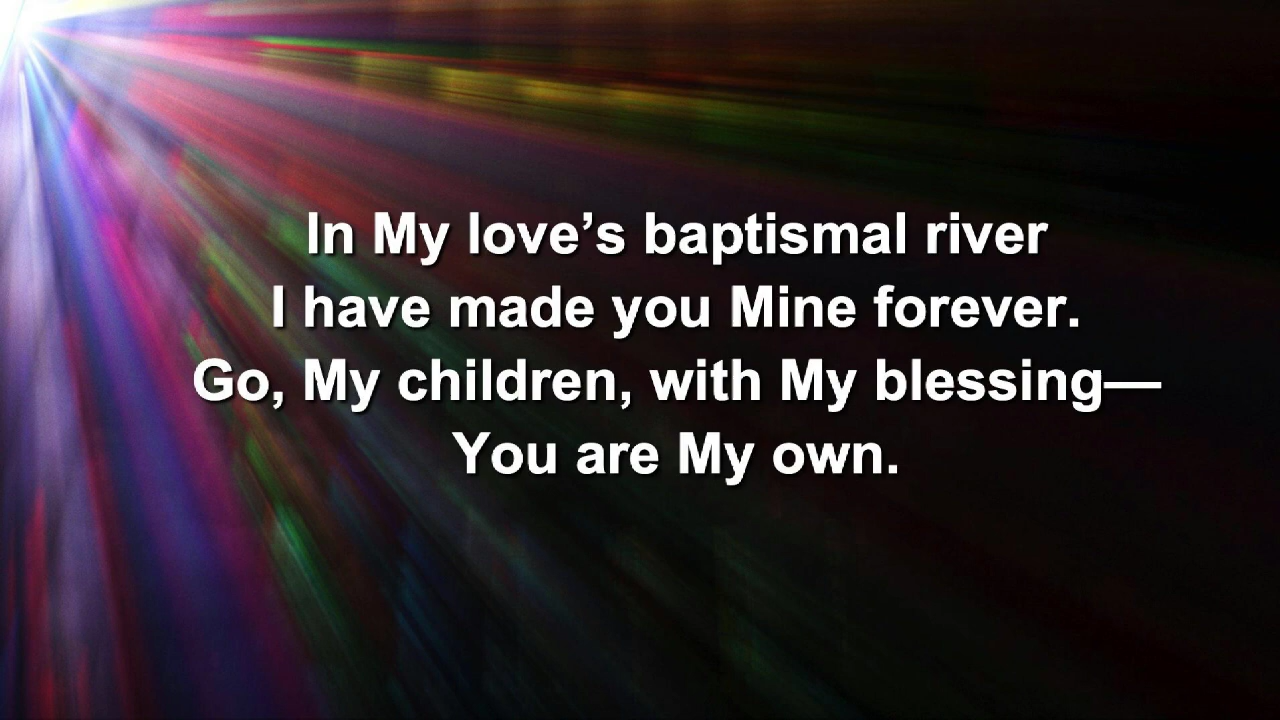 In My love’s baptismal river
I have made you Mine forever.
Go, My children, with My blessing—
You are My own.